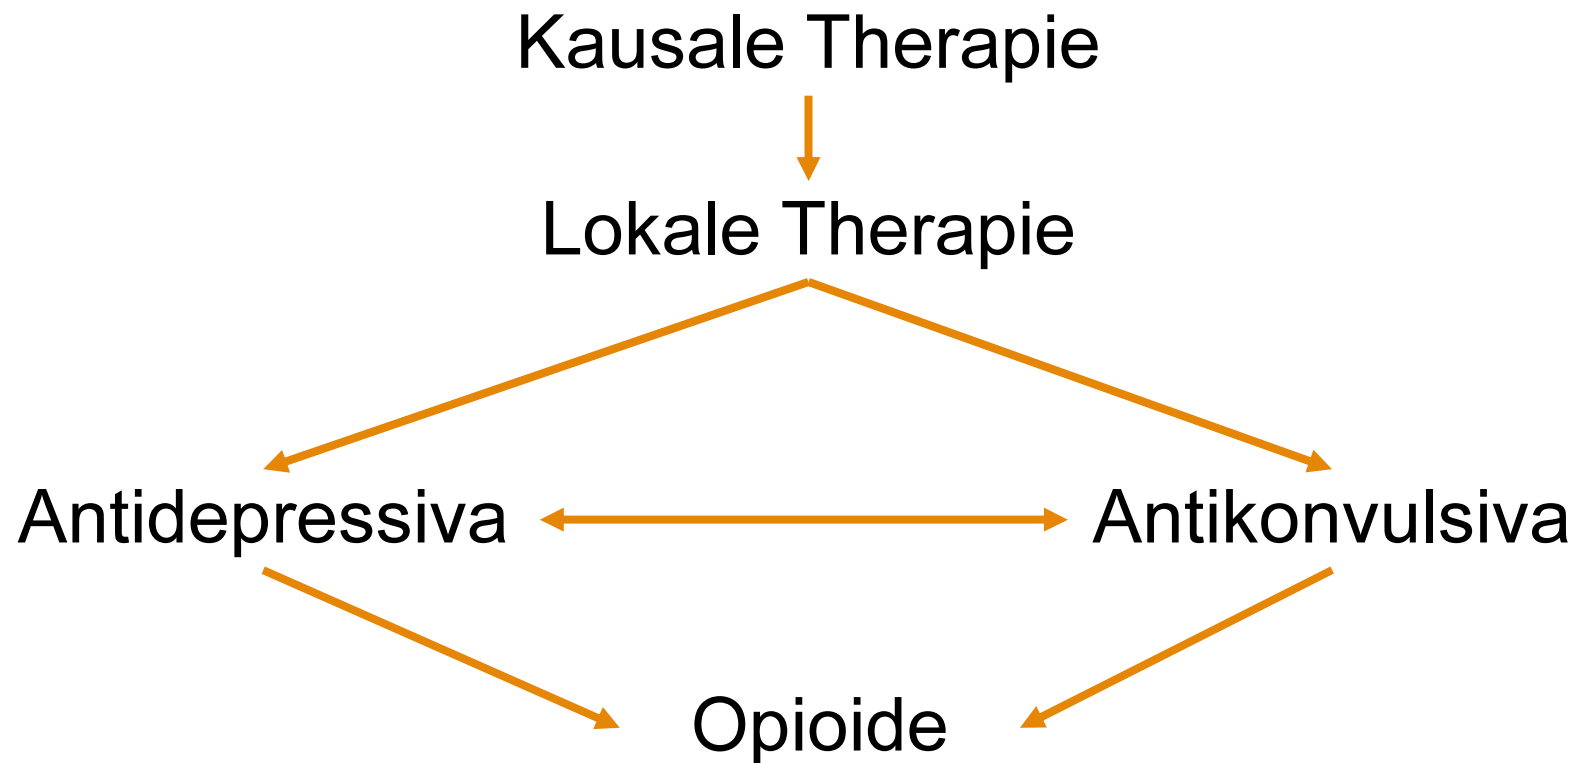 Kausale Therapie
Lokale Therapie
Antidepressiva
Antikonvulsiva
Opioide